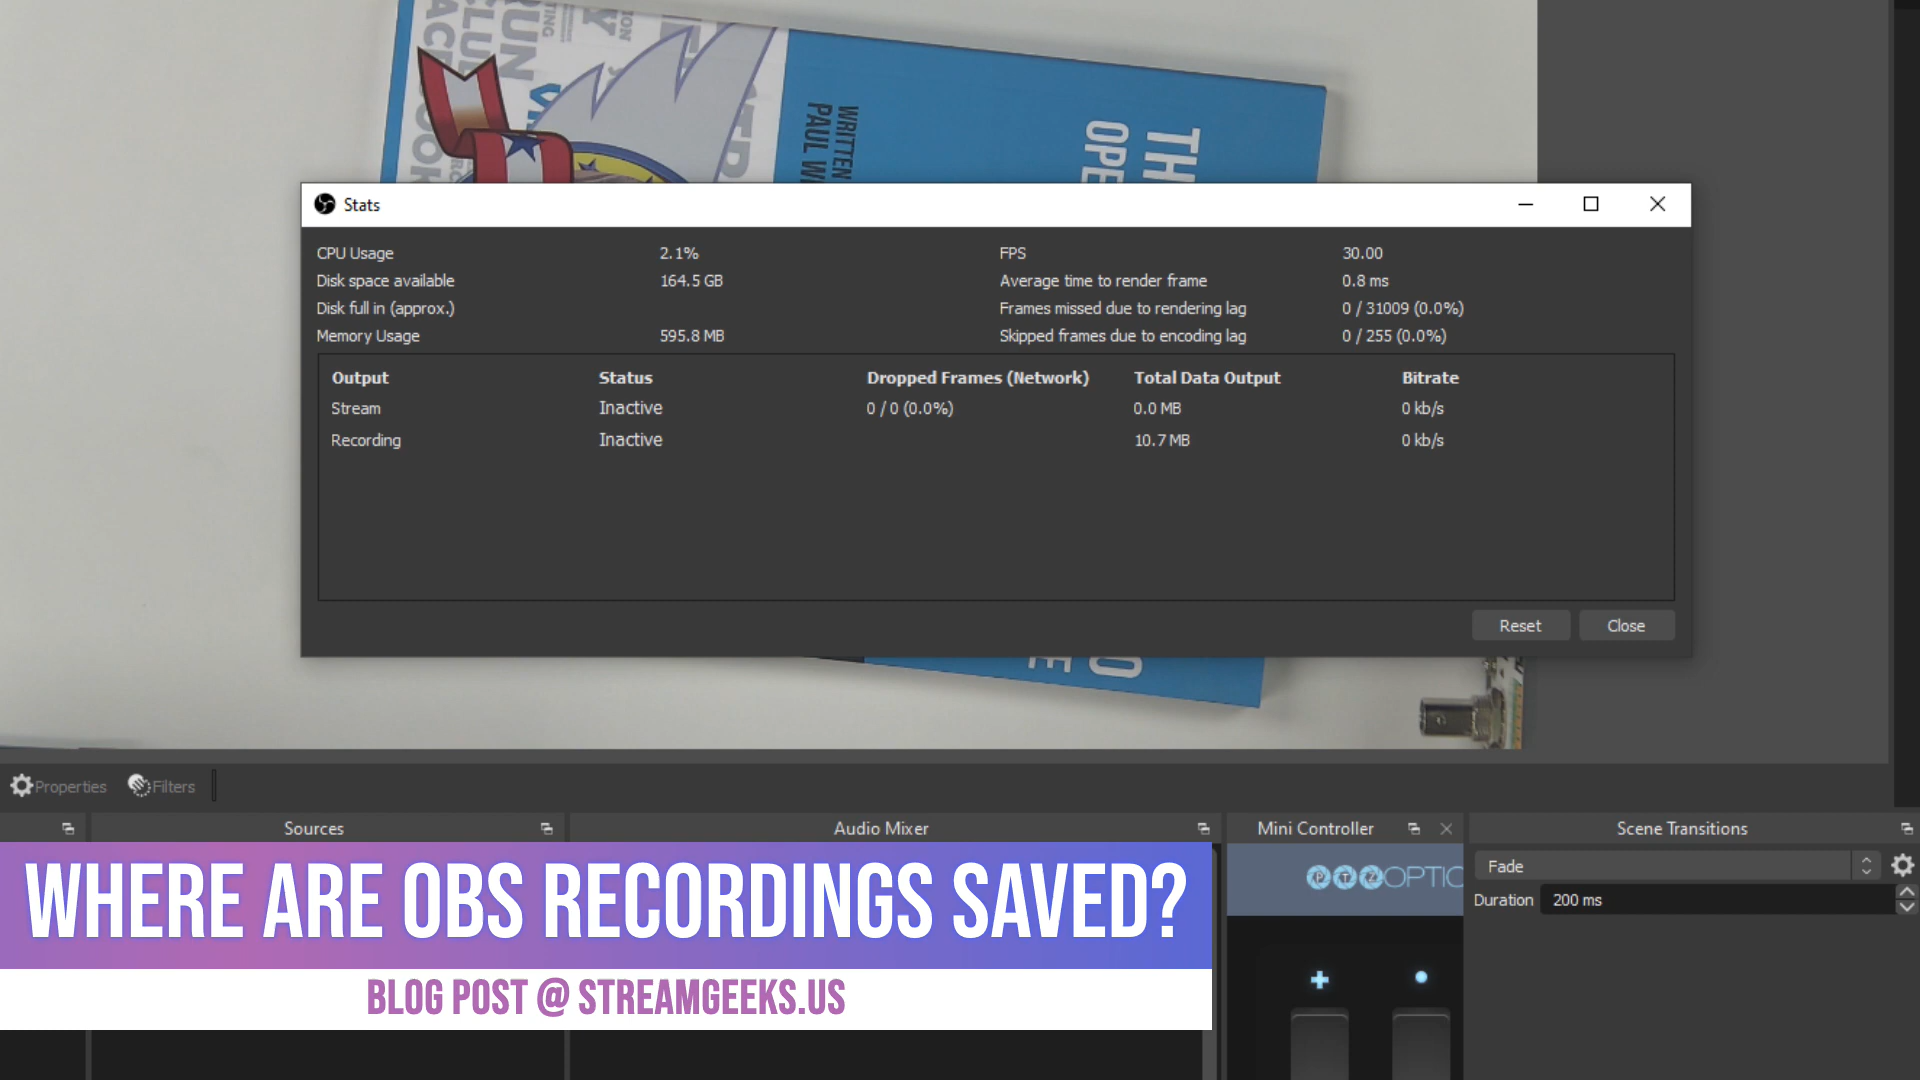 RUN
WRITTEN
PAUL
TH
OPE
Stats
CPU Usage 2.1% FPS 30.00
Disk space available 164.5 GB Average time to render frame 0.8 ms
Disk full in (approx.) Frames missed due to rendering lag 0 / 31009 (0.0%)
Memory Usage 595.8 MB Skipped frames due to encoding lag 0 / 255 (0.0%)
Output Status Dropped Frames (Network) Total Data Output Bitrate
Stream Inactive 0 / 0 (0.0%) 0.0 MB 0 kb/s
Recording Inactive 10.7 MB 0 kb/s
Reset Close
Properties Filters
Sources Audio Mixer Mini Controller Scene Transitions
PTZOPTIC
Fade
Duration 200 ms
WHERE ARE OBS RECORDINGS SAVED?
BLOG POST @ STREAMGEEKS.US